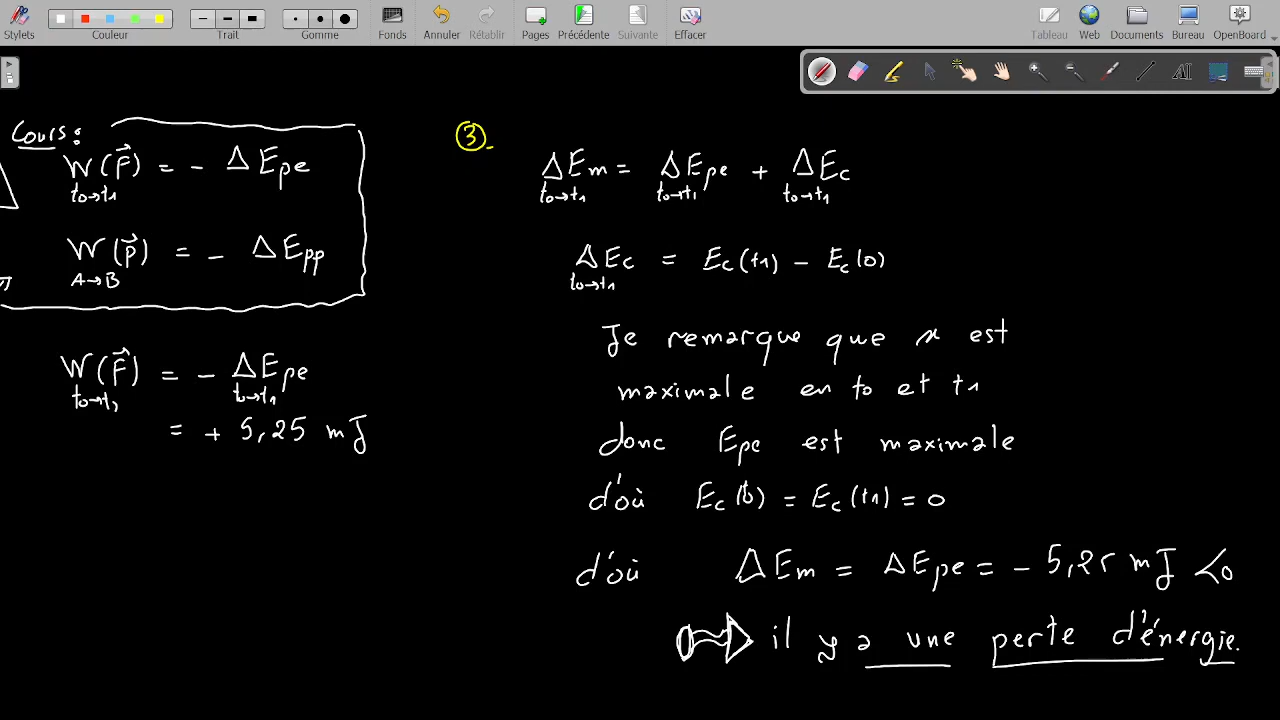 Stylets Couleur Trait Gomme Fonds Annuler Rétablir Pages Précédente Suivante Effacer Tableau Web Documents Bureau OpenBoard
Cours:
W(F⃗) = - ΔEpe
t0→t1
W(P⃗) = - ΔEpp
A→B
W(F⃗) = - ΔEpe
t0→t1 t0→t1
= + 5,25 mJ
③
ΔEm = ΔEpe + ΔEc
t0→t1 t0→t1 t0→t1
ΔEc = Ec(t1) - Ec(0)
t0→t1
Je remarque que x est
maximale en t0 et t1
donc Epe est maximale
d'où Ec(t0) = Ec(t1) = 0
d'où ΔEm = ΔEpe = - 5,25 mJ <0
il y a une perte d'énergie.